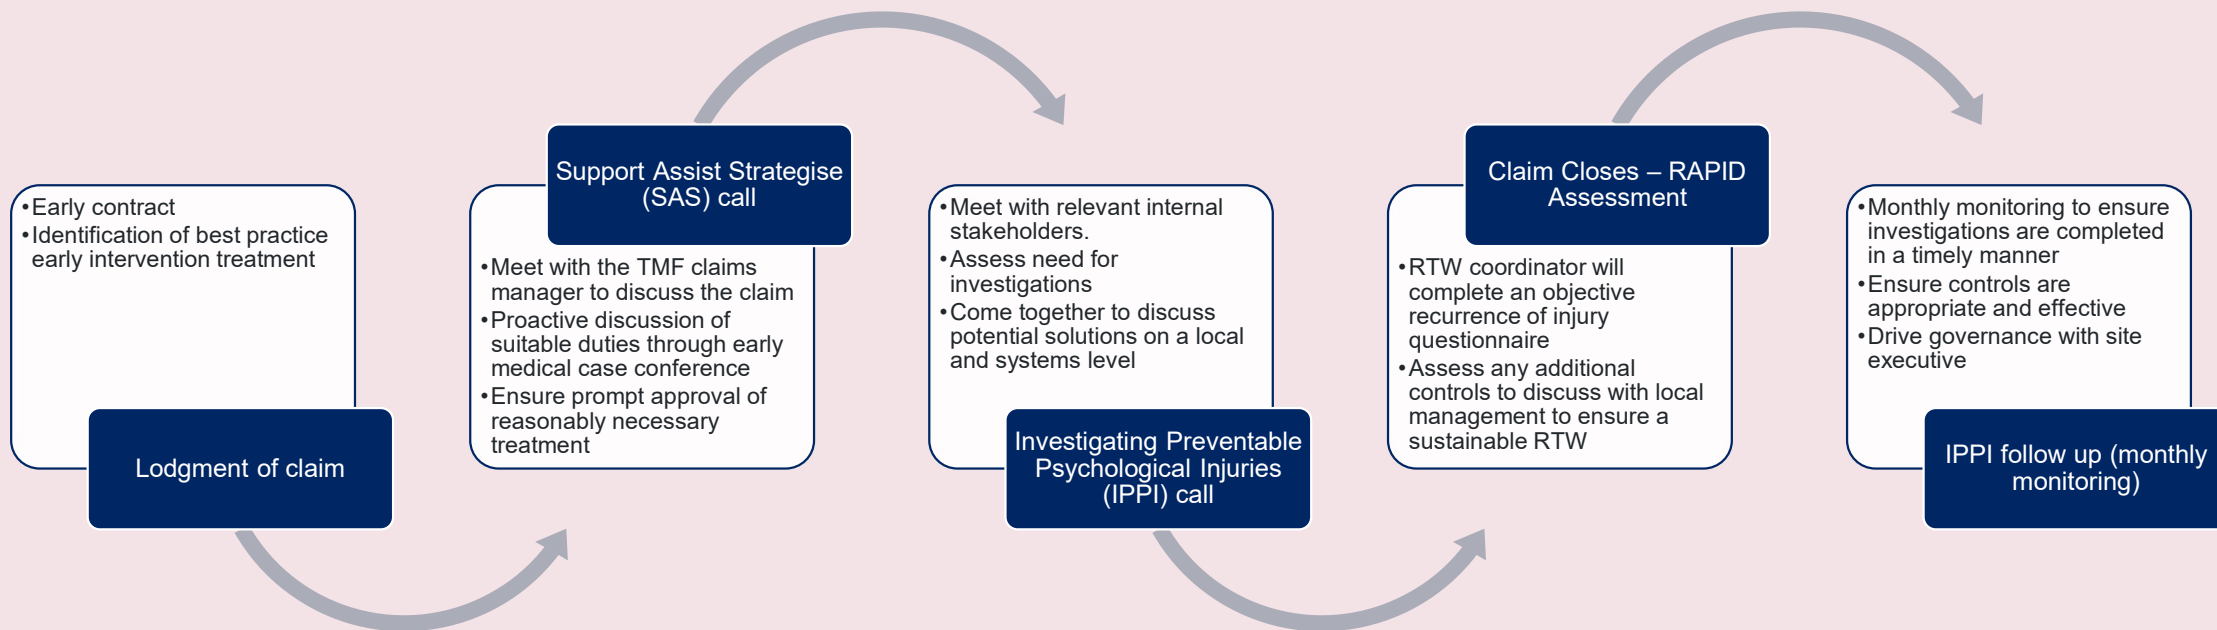 •Early contract
•Identification of best practice
early intervention treatment
Lodgment of claim
Support Assist Strategise
(SAS) call
•Meet with the TMF claims
manager to discuss the claim
•Proactive discussion of
suitable duties through early
medical case conference
•Ensure prompt approval of
reasonably necessary
treatment
•Meet with relevant internal
stakeholders.
•Assess need for
investigations
•Come together to discuss
potential solutions on a local
and systems level
Investigating Preventable
Psychological Injuries
(IPPI) call
Claim Closes – RAPID
Assessment
•RTW coordinator will
complete an objective
recurrence of injury
questionnaire
•Assess any additional
controls to discuss with local
management to ensure a
sustainable RTW
•Monthly monitoring to ensure
investigations are completed
in a timely manner
•Ensure controls are
appropriate and effective
•Drive governance with site
executive
IPPI follow up (monthly
monitoring)